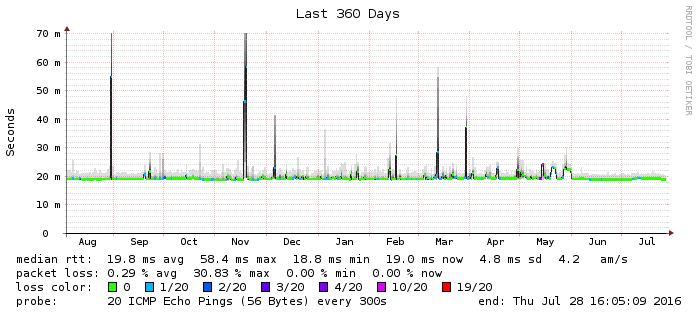 Last 360 Days
RRDTOOL / TOBI OETIKER
70 m
60 m
50 m
40 m
30 m
20 m
10 m
0
Seconds
Aug Sep Oct Nov Dec Jan Feb Mar Apr May Jun Jul
median rtt: 19.8 ms avg 58.4 ms max 18.8 ms min 19.0 ms now 4.8 ms sd 4.2 am/s
packet loss: 0.29 % avg 30.83 % max 0.00 % min 0.00 % now
loss color: 0 1/20 2/20 3/20 4/20 10/20 19/20
probe: 20 ICMP Echo Pings (56 Bytes) every 300s end: Thu Jul 28 16:05:09 2016